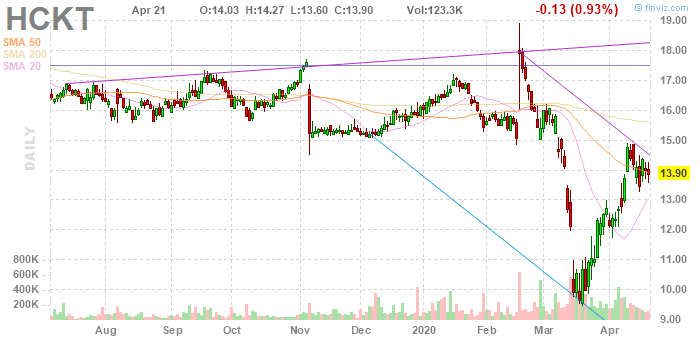 HCKT
Apr 21 O:14.03 H:14.27 L:13.60 C:13.90 Vol:123.3K -0.13 (0.93%)
© finviz.com
SMA 50
SMA 200
SMA 20
DAILY
19.00
18.00
17.00
16.00
15.00
13.90
13.00
12.00
11.00
10.00
9.00
800K
600K
400K
200K
Aug Sep Oct Nov Dec 2020 Feb Mar Apr